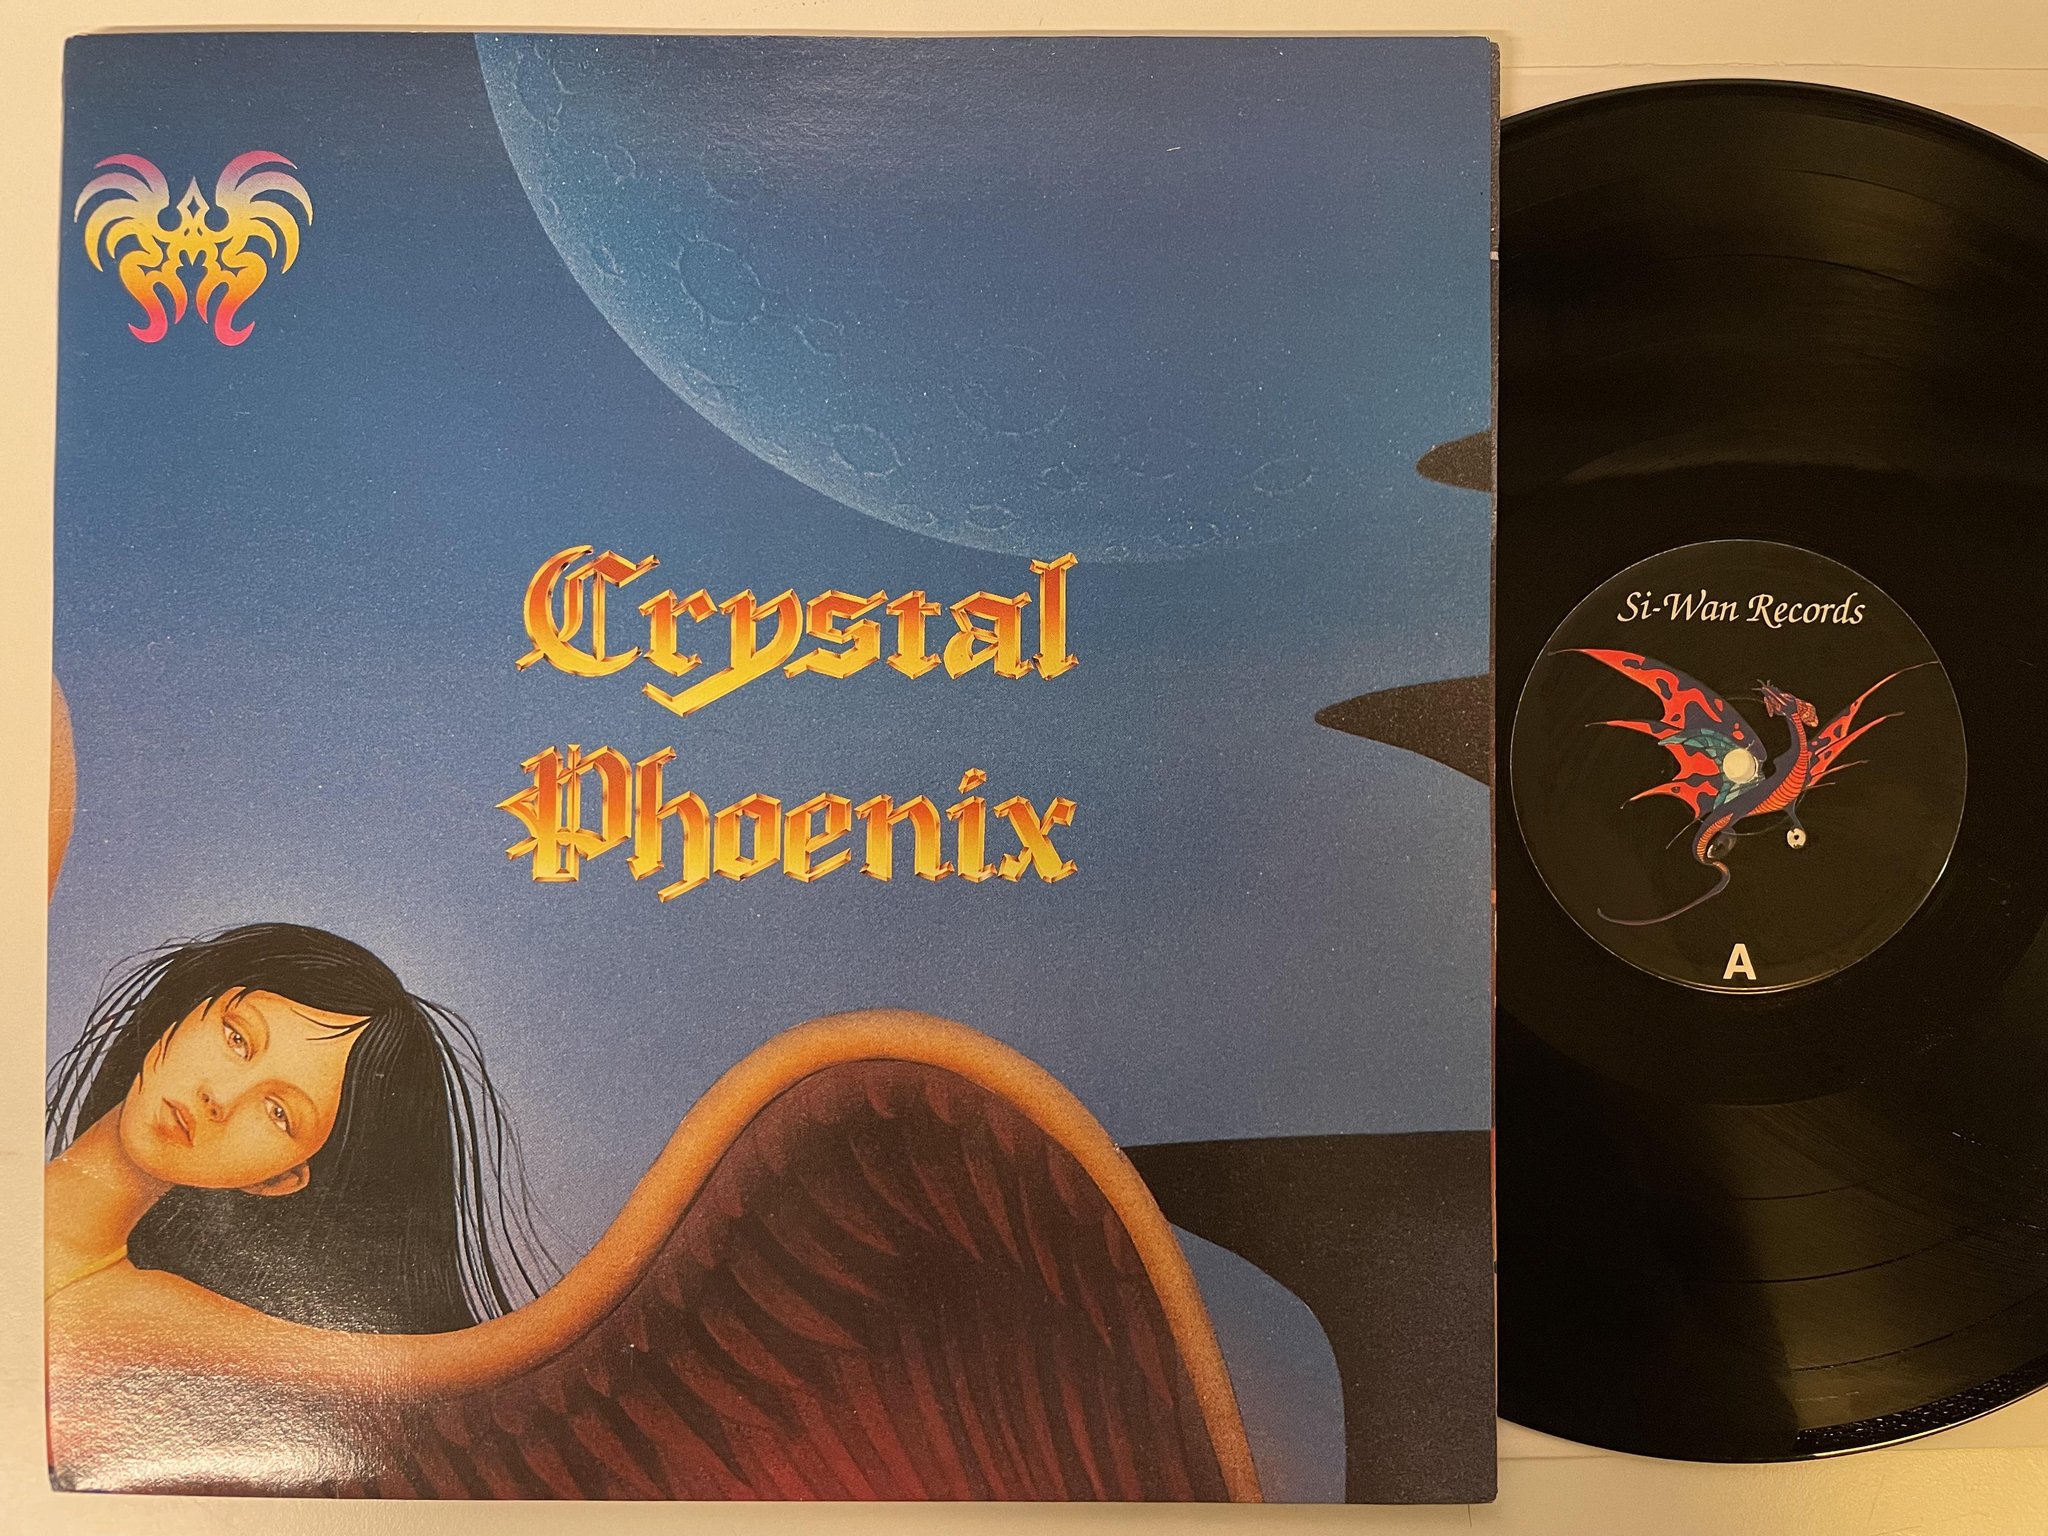 Crystal
Phoenix
Si-Wan Records
A